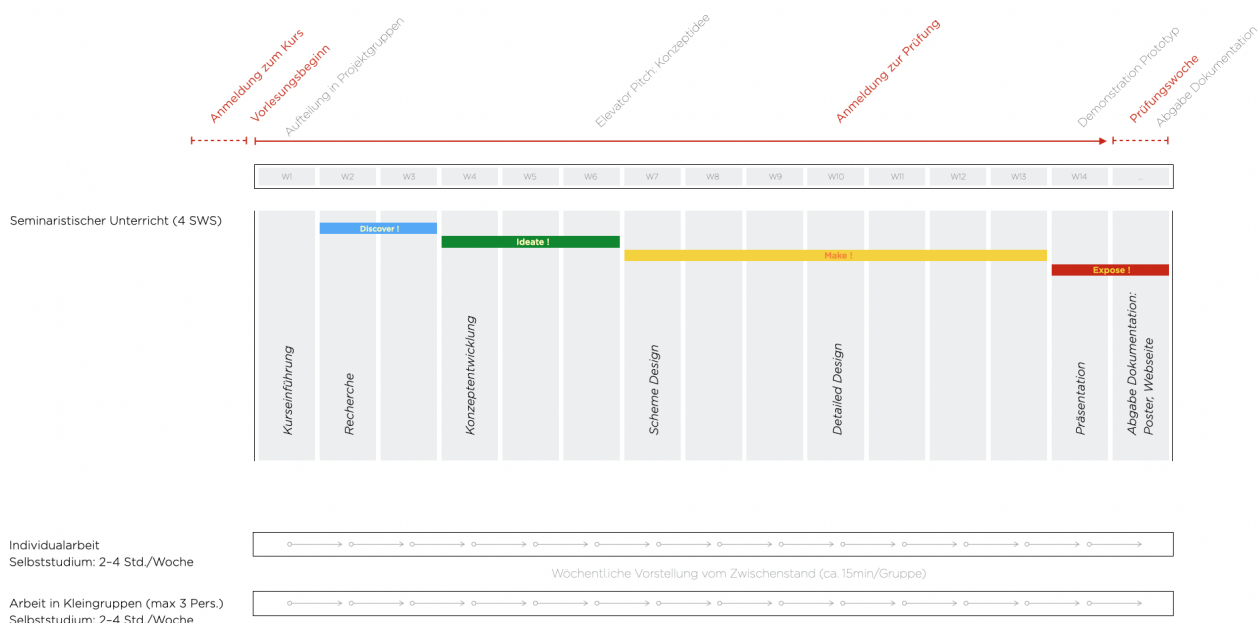 Anmeldung zum Kurs
Vorlesungsbeginn
Aufteilung in Projektgruppen
Elevator Pitch: Konzeptidee
Anmeldung zur Prüfung
Demonstration Prototyp
Prüfungswoche
Abgabe Dokumentation
W1 W2 W3 W4 W5 W6 W7 W8 W9 W10 W11 W12 W13 W14 ...
Seminaristischer Unterricht (4 SWS)
Discover !
Ideate !
Make !
Expose !
Kurseinführung
Recherche
Konzeptentwicklung
Scheme Design
Detailed Design
Präsentation
Abgabe Dokumentation:
Poster, Webseite
Individualarbeit
Selbststudium: 2–4 Std./Woche
Wöchentliche Vorstellung vom Zwischenstand (ca. 15min/Gruppe)
Arbeit in Kleingruppen (max 3 Pers.)
Selbststudium: 2–4 Std./Woche